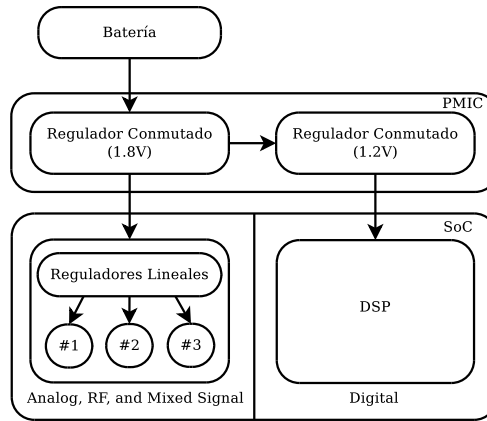 Batería
PMIC
Regulador Conmutado
(1.8V)
Regulador Conmutado
(1.2V)
SoC
Reguladores Lineales
#1
#2
#3
DSP
Analog, RF, and Mixed Signal
Digital